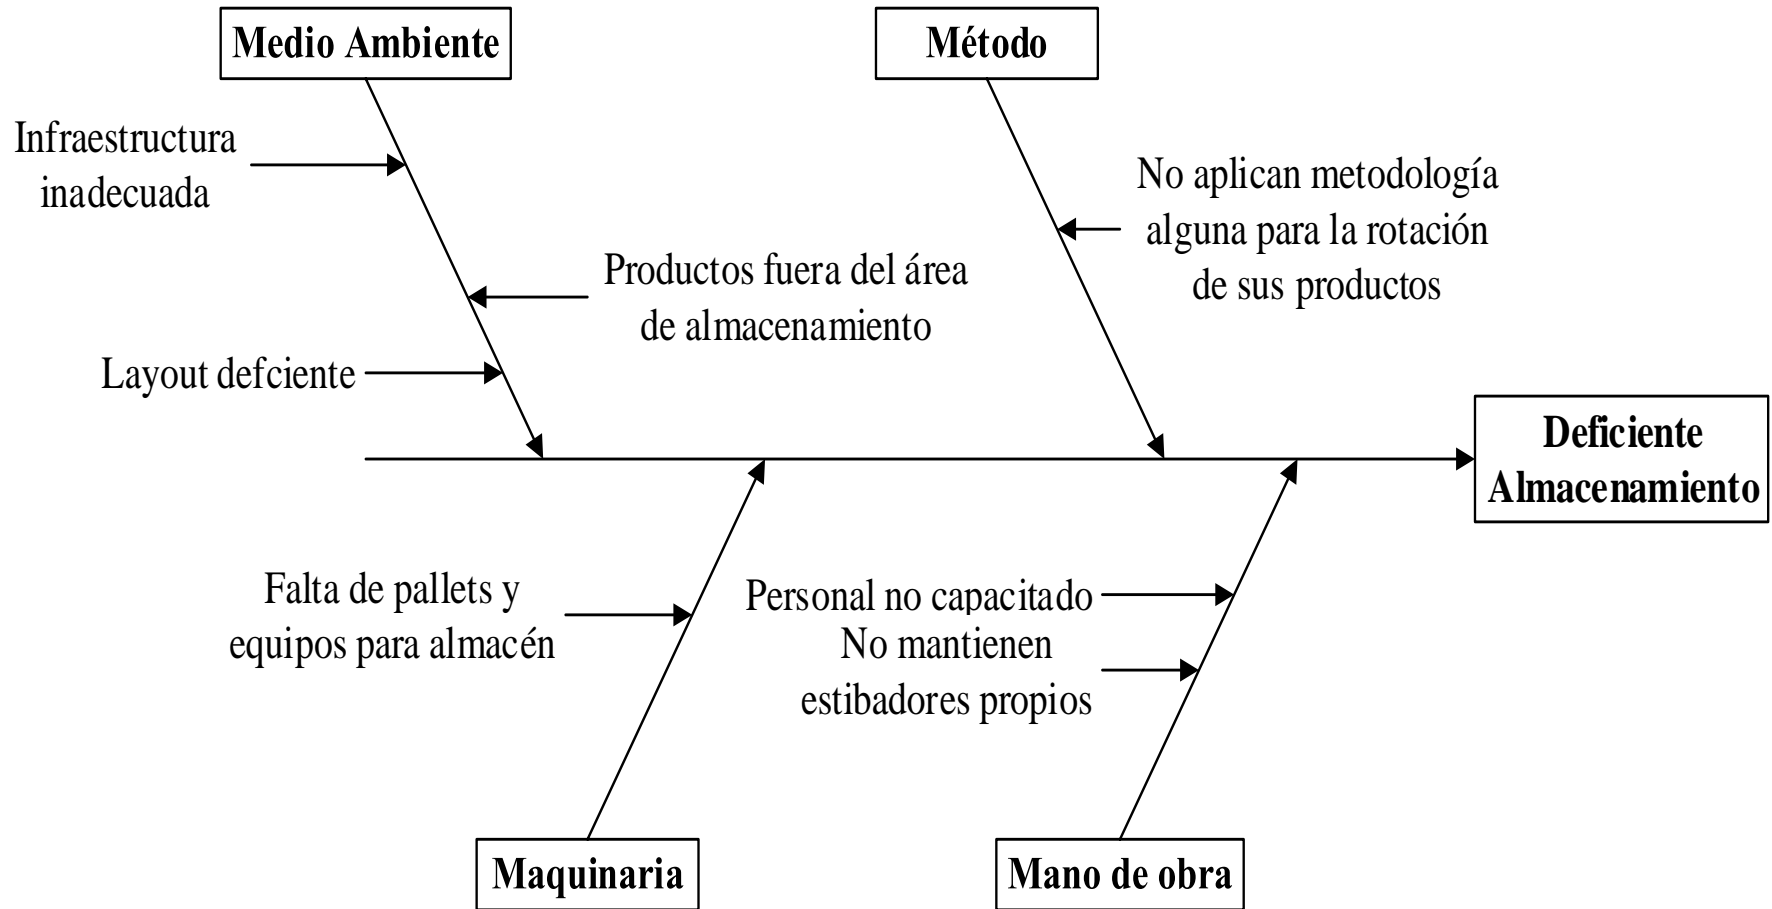 Medio Ambiente
Método
Infraestructura
inadecuada
No aplican metodología
alguna para la rotación
de sus productos
Productos fuera del área
de almacenamiento
Layout defciente
Deficiente
Almacenamiento
Falta de pallets y
equipos para almacén
Personal no capacitado
No mantienen
estibadores propios
Maquinaria
Mano de obra